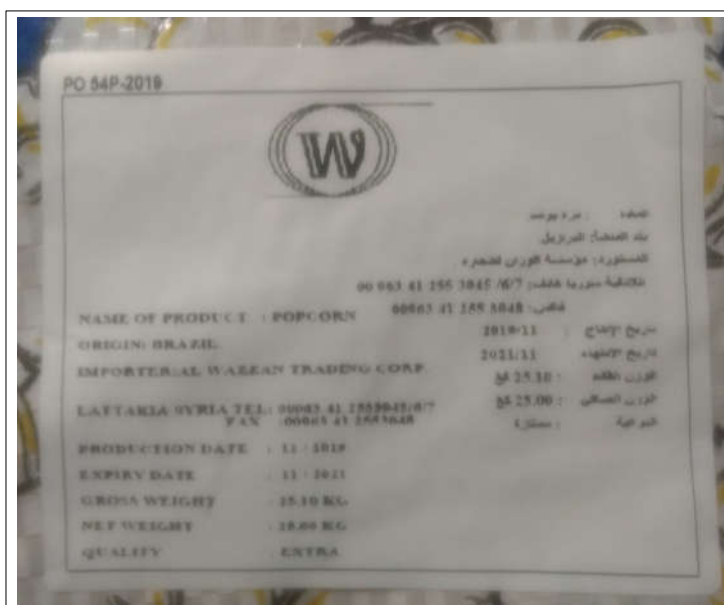 PO 54P-2019
W
المادة : ذرة بوشار
بلد المنشأ: البرازيل
المستورد: مؤسسة الوزان للتجارة
اللاذقية سوريا هاتف: 00 963 41 255 3045 /6/7
فاكس: 00963 41 255 3048
NAME OF PRODUCT : POPCORN
ORIGIN: BRAZIL
IMPORTER: AL WAZZAN TRADING CORP.
LATTAKIA SYRIA TEL: 00963 41 2553045/6/7
FAX :00963 41 2553048
PRODUCTION DATE : 11 / 2019
EXPIRY DATE : 11 / 2021
GROSS WEIGHT : 25.10 KG
NET WEIGHT : 25.00 KG
QUALITY : EXTRA
تاريخ الإنتاج : 2019/11
تاريخ الانتهاء : 2021/11
الوزن القائم : 25.10 كغ
الوزن الصافي : 25.00 كغ
النوعية : ممتازة